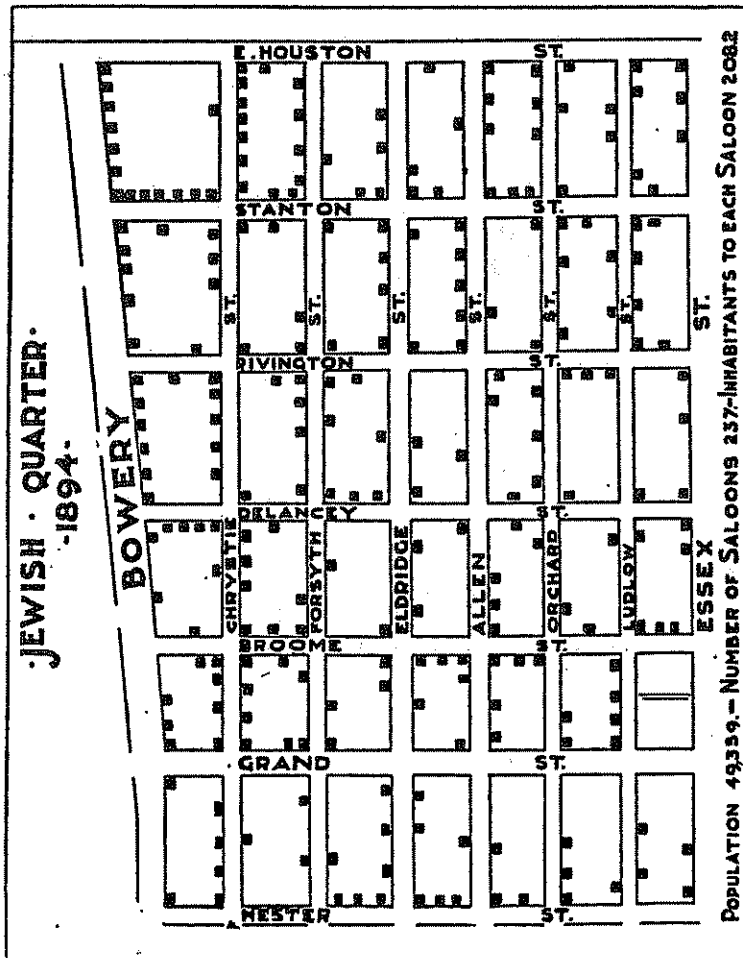 ·JEWISH · QUARTER·
-1894-
BOWERY
E. HOUSTON ST.
STANTON ST.
RIVINGTON ST.
DELANCEY ST.
BROOME ST.
GRAND ST.
HESTER ST.
CHRYSTIE ST.
FORSYTH ST.
ELDRIDGE ST.
ALLEN ST.
ORCHARD ST.
LUDLOW ST.
ESSEX ST.
POPULATION 49,359.— NUMBER OF SALOONS 237-INHABITANTS TO EACH SALOON 208.2